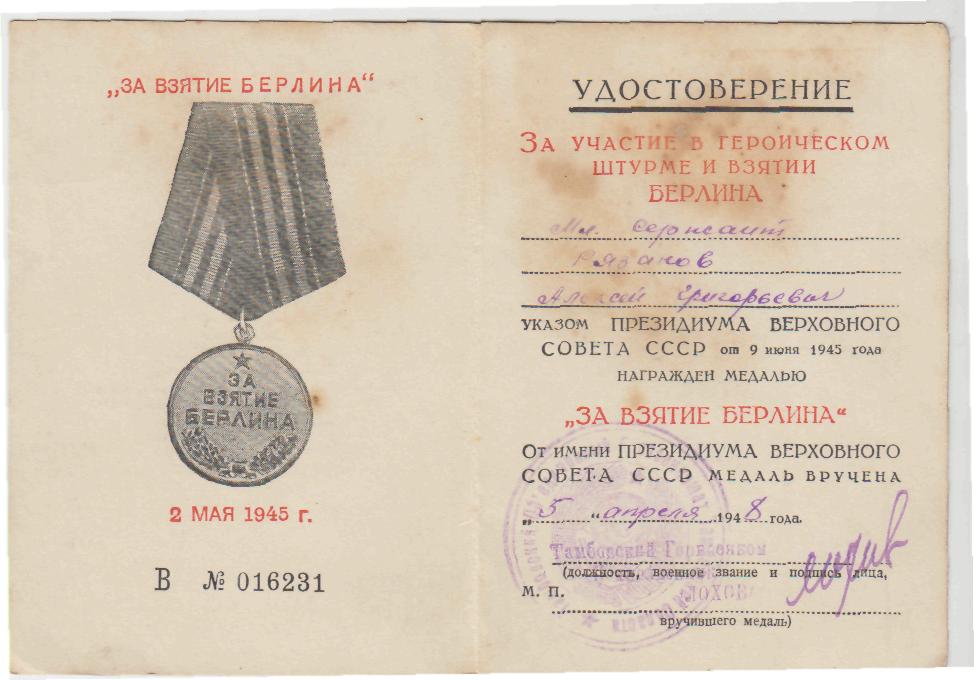 „ЗА ВЗЯТИЕ БЕРЛИНА“
ЗА
ВЗЯТИЕ
БЕРЛИНА
2 МАЯ 1945 г.
В № 016231
УДОСТОВЕРЕНИЕ
ЗА УЧАСТИЕ В ГЕРОИЧЕСКОМ
ШТУРМЕ И ВЗЯТИИ
БЕРЛИНА
Мл. Сержант
Рязанов
Алексей Григорьевич
УКАЗОМ ПРЕЗИДИУМА ВЕРХОВНОГО
СОВЕТА СССР от 9 июня 1945 года
НАГРАЖДЕН МЕДАЛЬЮ
„ЗА ВЗЯТИЕ БЕРЛИНА“
ОТ ИМЕНИ ПРЕЗИДИУМА ВЕРХОВНОГО
СОВЕТА СССР МЕДАЛЬ ВРУЧЕНА
„5“ апреля 1948 года.
Тамбовский Горвоенком
(должность, военное звание и подпись лица,
М. П. ЛОХОВ
вручившего медаль)